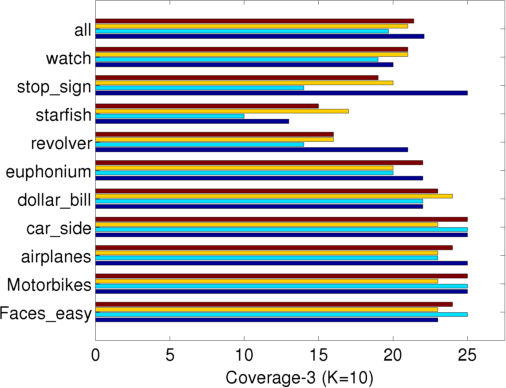 all
watch
stop_sign
starfish
revolver
euphonium
dollar_bill
car_side
airplanes
Motorbikes
Faces_easy
0 5 10 15 20 25
Coverage-3 (K=10)